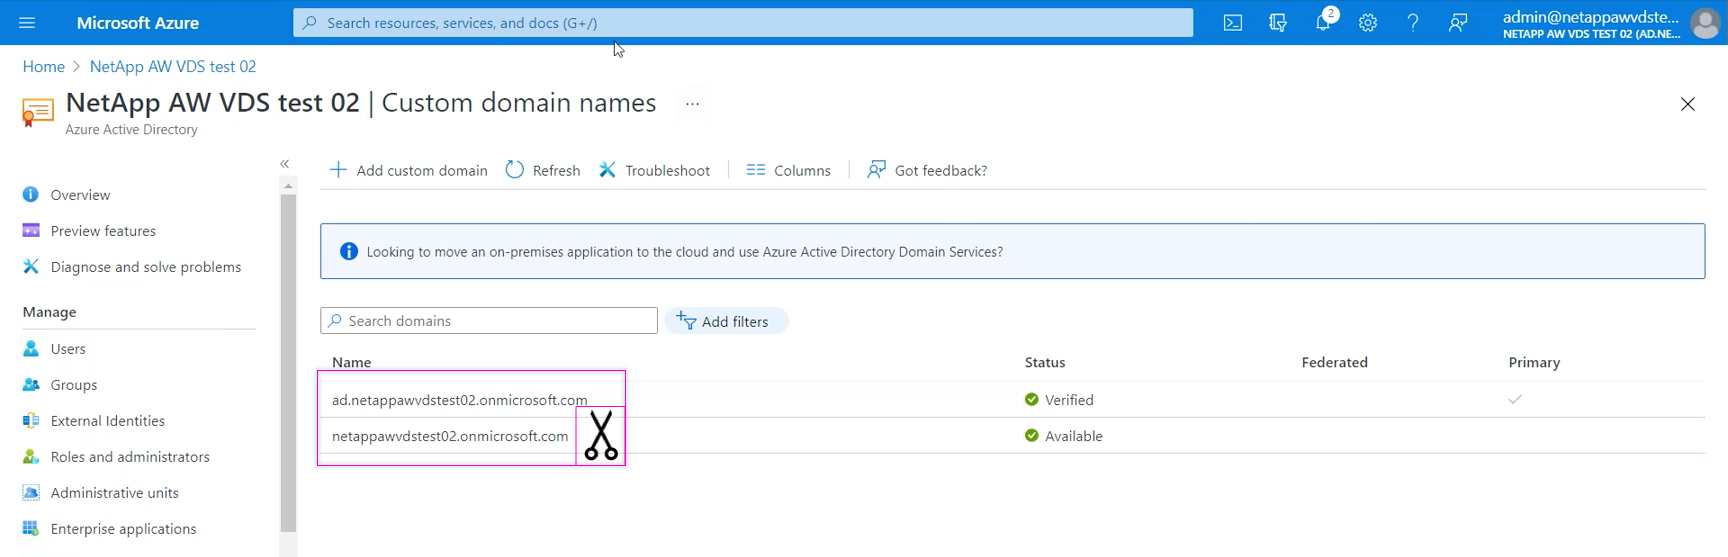 Microsoft Azure
Search resources, services, and docs (G+/)
2
admin@netappawvdste...
NETAPP AW VDS TEST 02 (AD.NE...
Home > NetApp AW VDS test 02
NetApp AW VDS test 02 | Custom domain names ...
Azure Active Directory
«
Add custom domain Refresh Troubleshoot Columns Got feedback?
Overview
Preview features
Diagnose and solve problems
Manage
Users
Groups
External Identities
Roles and administrators
Administrative units
Enterprise applications
Looking to move an on-premises application to the cloud and use Azure Active Directory Domain Services?
Search domains Add filters
Name Status Federated Primary
ad.netappawvdstest02.onmicrosoft.com Verified
netappawvdstest02.onmicrosoft.com Available